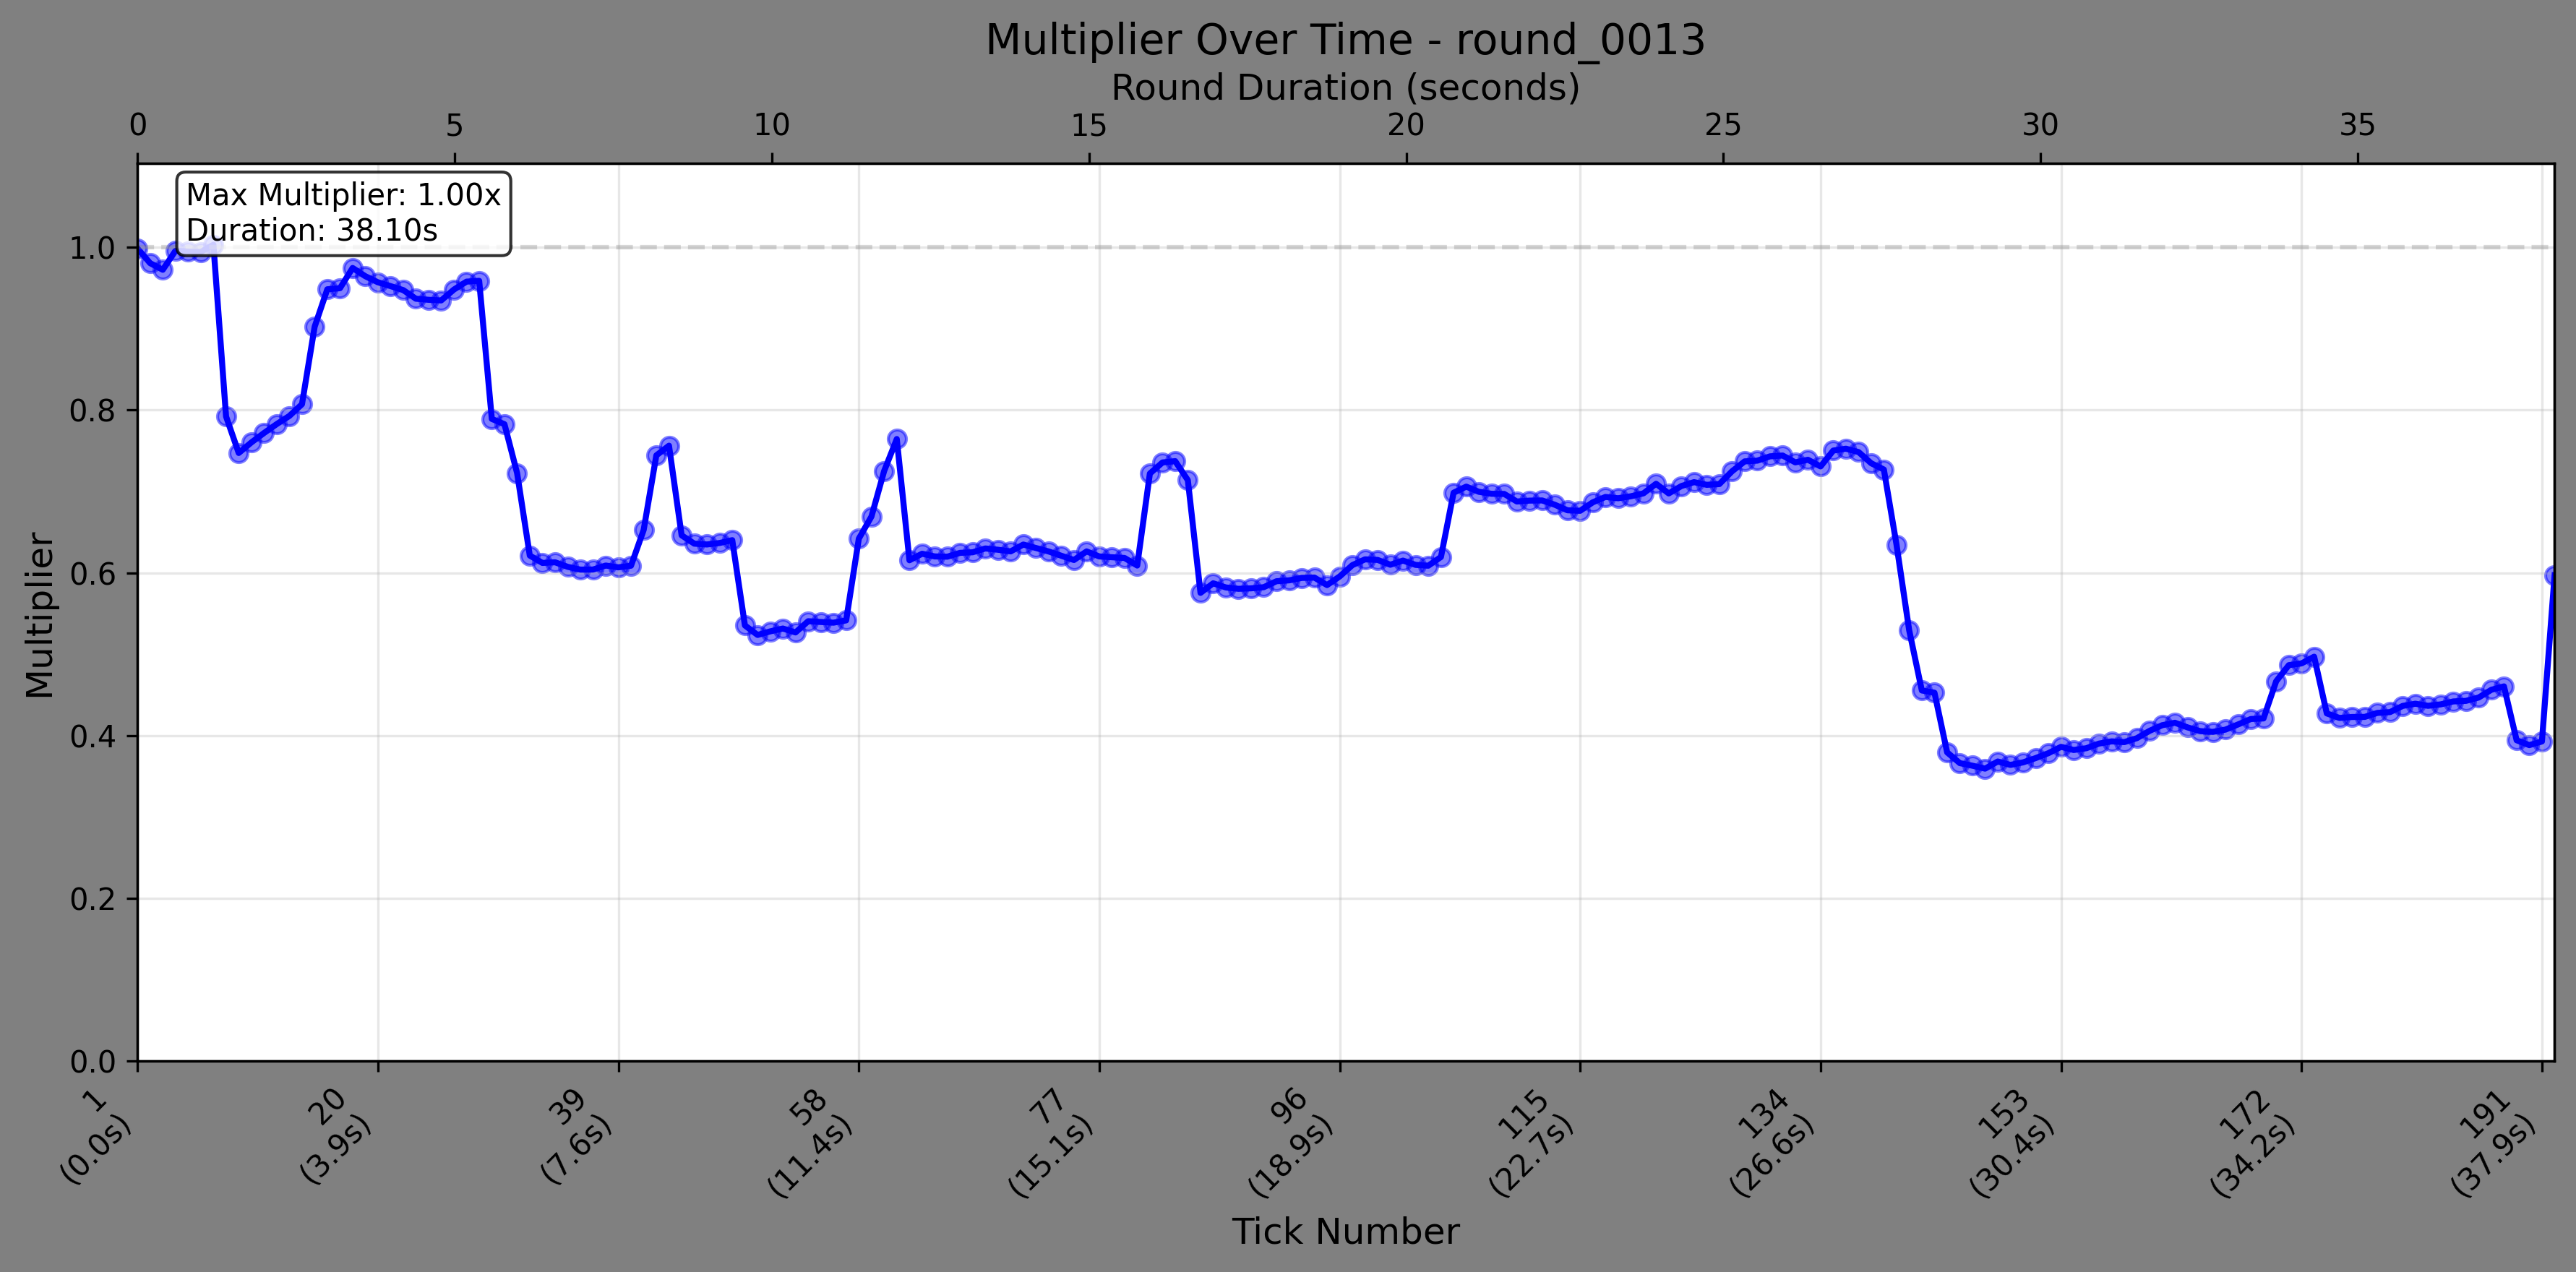 Multiplier Over Time - round_0013
Round Duration (seconds)
0 5 10 15 20 25 30 35
Max Multiplier: 1.00x
Duration: 38.10s
1.0
0.8
0.6
0.4
0.2
0.0
Multiplier
1 20 39 58 77 96 115 134 153 172 191
(0.0s) (3.9s) (7.6s) (11.4s) (15.1s) (18.9s) (22.7s) (26.6s) (30.4s) (34.2s) (37.9s)
Tick Number